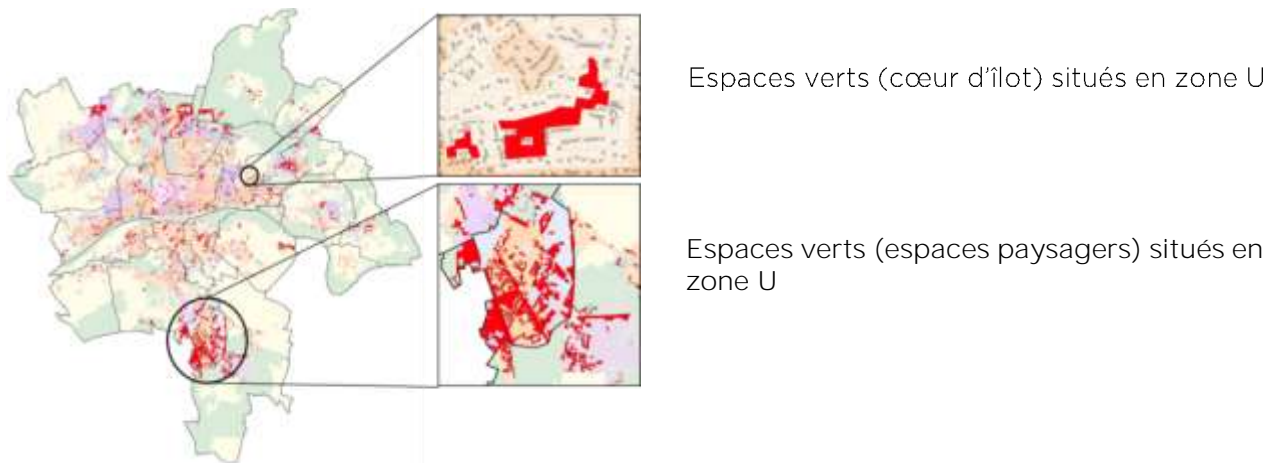 Espaces verts (cœur d'îlot) situés en zone U
Espaces verts (espaces paysagers) situés en
zone U